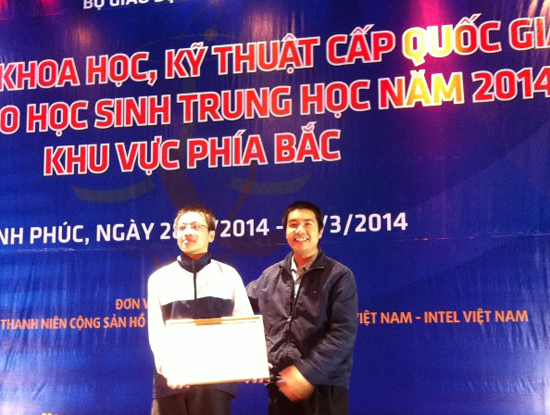 BỘ GIÁO DỤ
KHOA HỌC, KỸ THUẬT CẤP QUỐC GIA
O HỌC SINH TRUNG HỌC NĂM 2014
KHU VỰC PHÍA BẮC
NH PHÚC, NGÀY 28 /2014 - /3/2014
ĐƠN V
THANH NIÊN CỘNG SẢN HỒ VIỆT NAM - INTEL VIỆT NAM